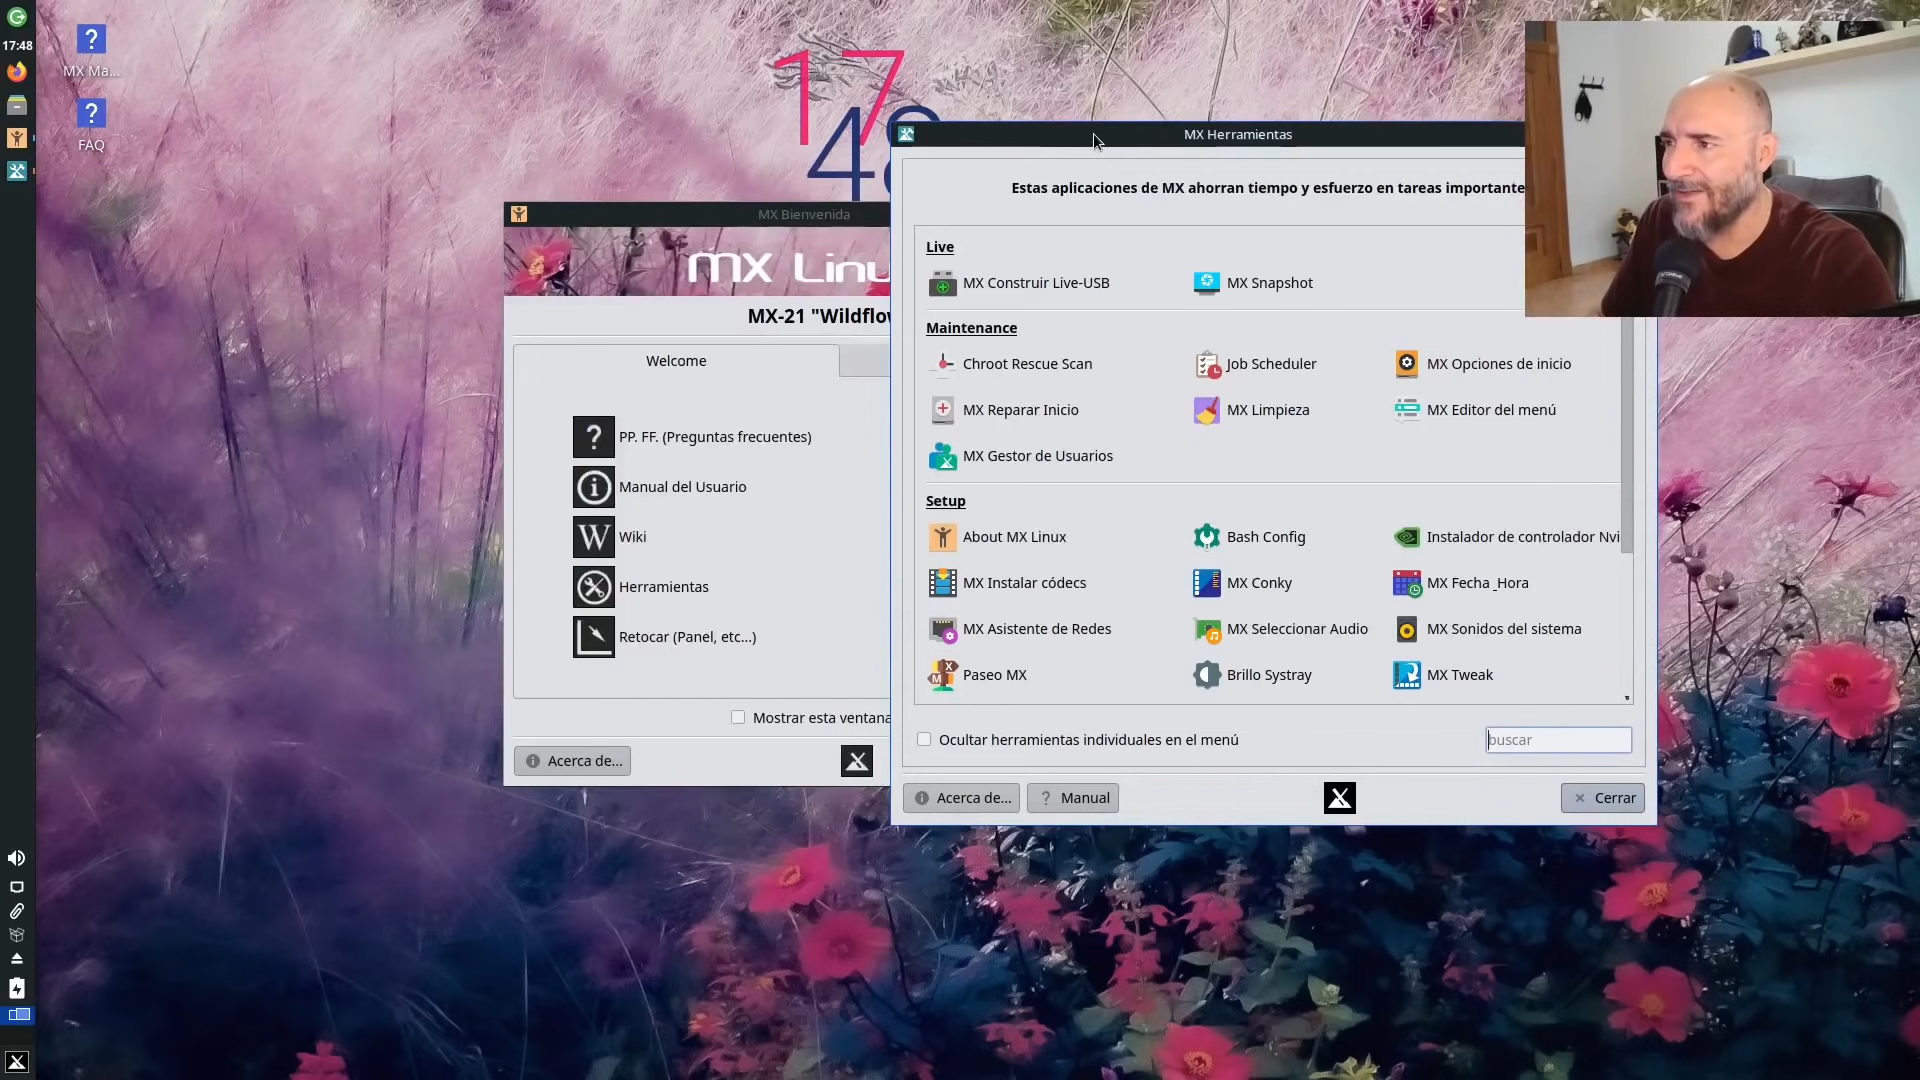 17:48
MX Ma...
FAQ
17
MX Herramientas
Estas aplicaciones de MX ahorran tiempo y esfuerzo en tareas importante
Live
MX Construir Live-USB
MX Snapshot
Maintenance
Chroot Rescue Scan
Job Scheduler
MX Opciones de inicio
MX Reparar Inicio
MX Limpieza
MX Editor del menú
MX Gestor de Usuarios
Setup
About MX Linux
Bash Config
Instalador de controlador Nvi
MX Instalar códecs
MX Conky
MX Fecha _Hora
MX Asistente de Redes
MX Seleccionar Audio
MX Sonidos del sistema
Paseo MX
Brillo Systray
MX Tweak
Ocultar herramientas individuales en el menú
buscar
Acerca de...
? Manual
Cerrar
MX Bienvenida
MX Linu
MX-21 "Wildflo
Welcome
PP. FF. (Preguntas frecuentes)
Manual del Usuario
W Wiki
Herramientas
Retocar (Panel, etc...)
Mostrar esta ventana
Acerca de...